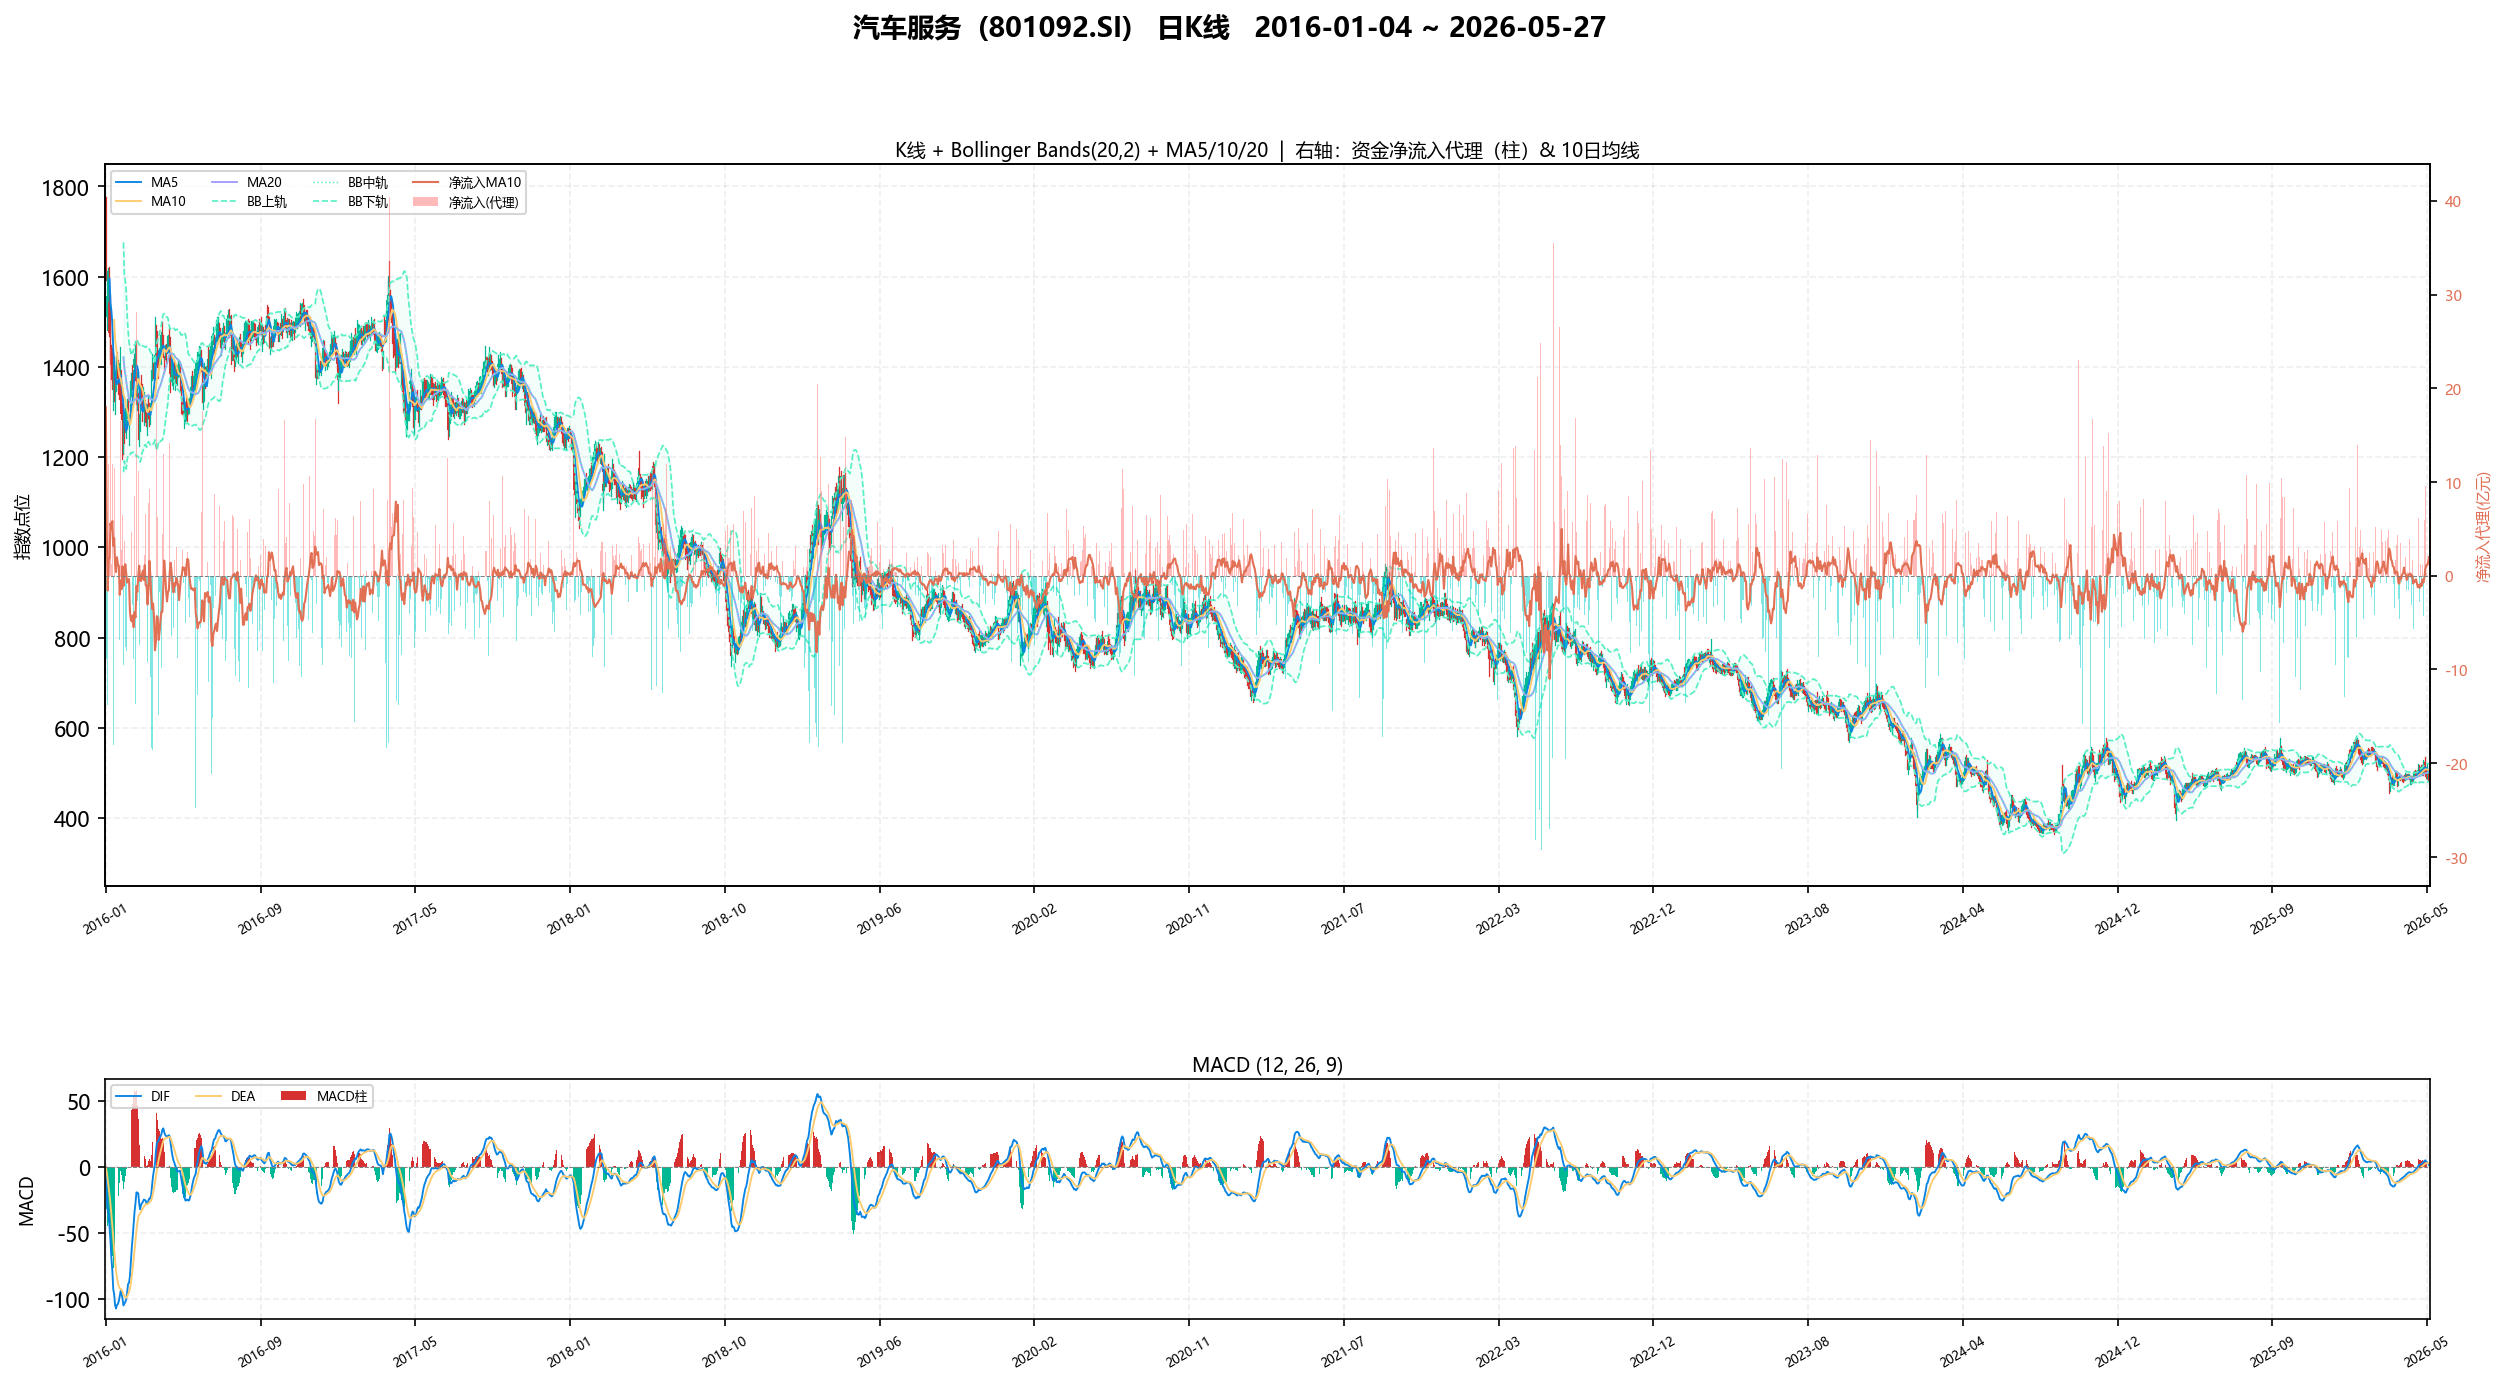 汽车服务 (801092.SI) 日K线 2016-01-04 ~ 2026-05-27
K线 + Bollinger Bands(20,2) + MA5/10/20 | 右轴：资金净流入代理（柱）& 10日均线
MA5 MA20 BB中轨 净流入MA10
MA10 BB上轨 BB下轨 净流入(代理)
指数点位
1800
1600
1400
1200
1000
800
600
400
40
30
20
10
0
-10
-20
-30
净流入代理(亿元)
2016-01 2016-09 2017-05 2018-01 2018-10 2019-06 2020-02 2020-11 2021-07 2022-03 2022-12 2023-08 2024-04 2024-12 2025-09 2026-05
MACD (12, 26, 9)
DIF DEA MACD柱
MACD
50
0
-50
-100
2016-01 2016-09 2017-05 2018-01 2018-10 2019-06 2020-02 2020-11 2021-07 2022-03 2022-12 2023-08 2024-04 2024-12 2025-09 2026-05